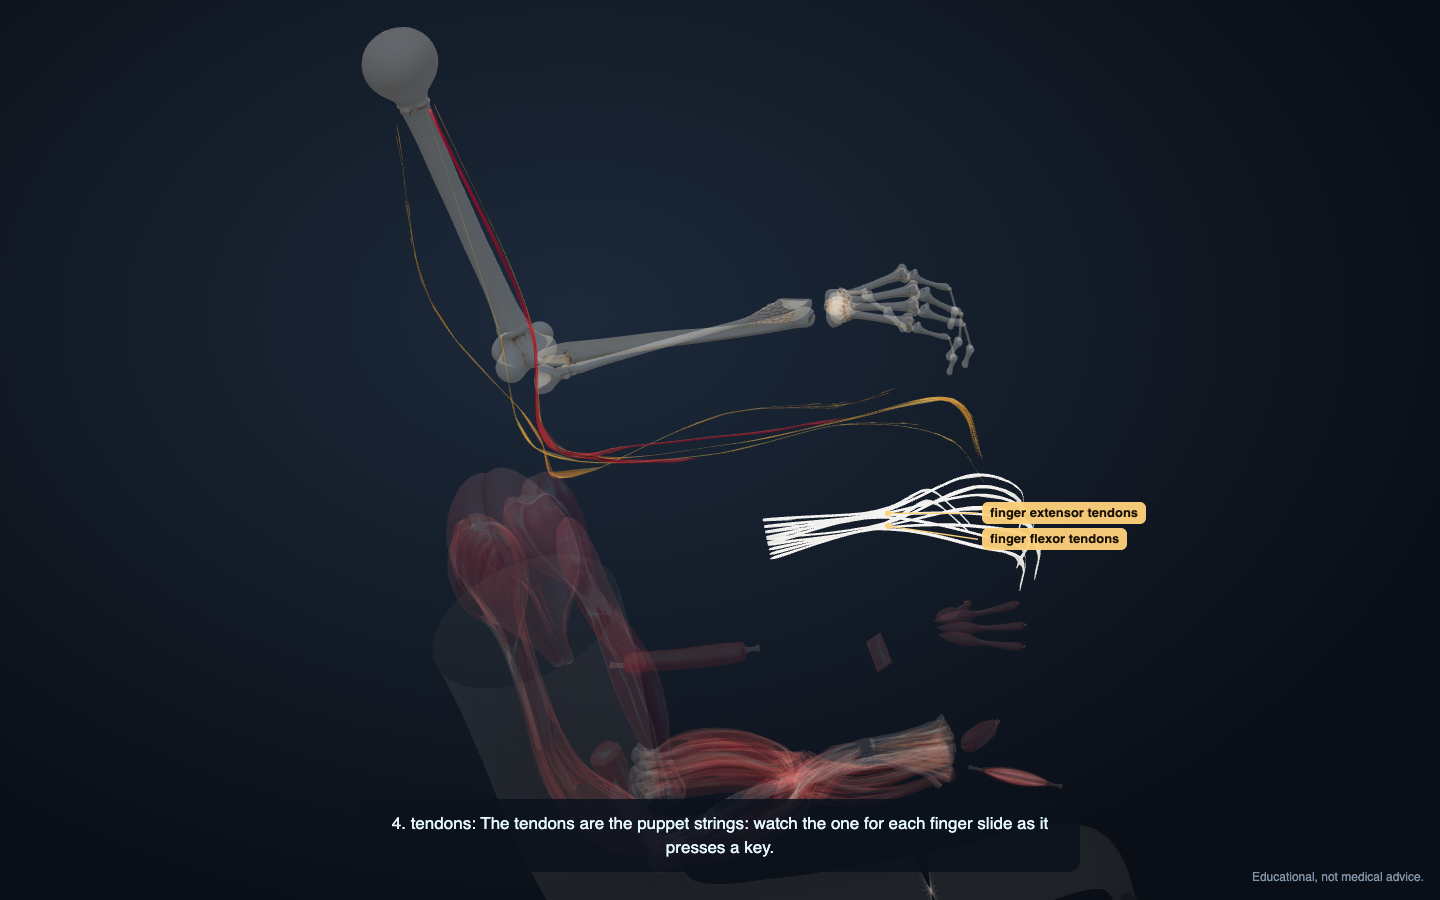 finger extensor tendons
finger flexor tendons
4. tendons: The tendons are the puppet strings: watch the one for each finger slide as it
presses a key.
Educational, not medical advice.